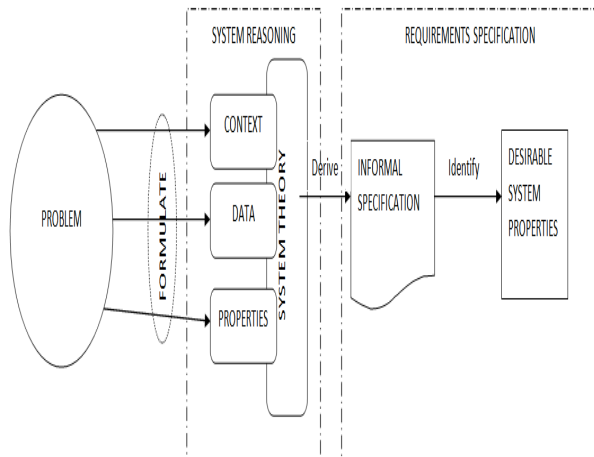 SYSTEM REASONING
REQUIREMENTS SPECIFICATION
PROBLEM
FORMULATE
CONTEXT
DATA
PROPERTIES
SYSTEM THEORY
Derive
INFORMAL
SPECIFICATION
Identify
DESIRABLE
SYSTEM
PROPERTIES